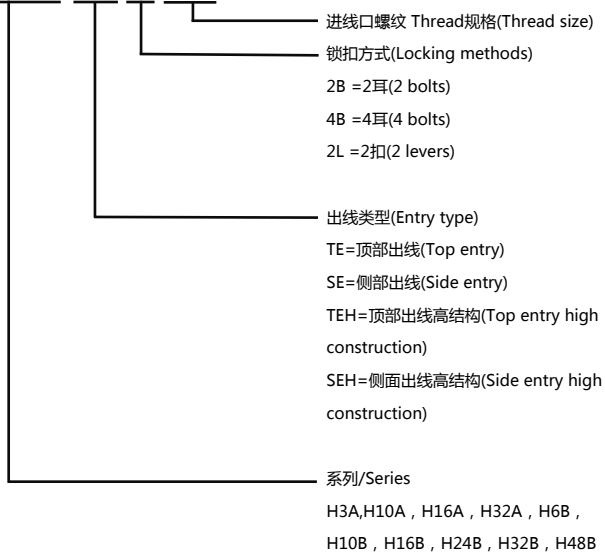 进线口螺纹 Thread规格(Thread size)
锁扣方式(Locking methods)
2B =2耳(2 bolts)
4B =4耳(4 bolts)
2L =2扣(2 levers)
出线类型(Entry type)
TE=顶部出线(Top entry)
SE=侧部出线(Side entry)
TEH=顶部出线高结构(Top entry high
construction)
SEH=侧面出线高结构(Side entry high
construction)
系列/Series
H3A,H10A，H16A，H32A，H6B，
H10B，H16B，H24B，H32B，H48B